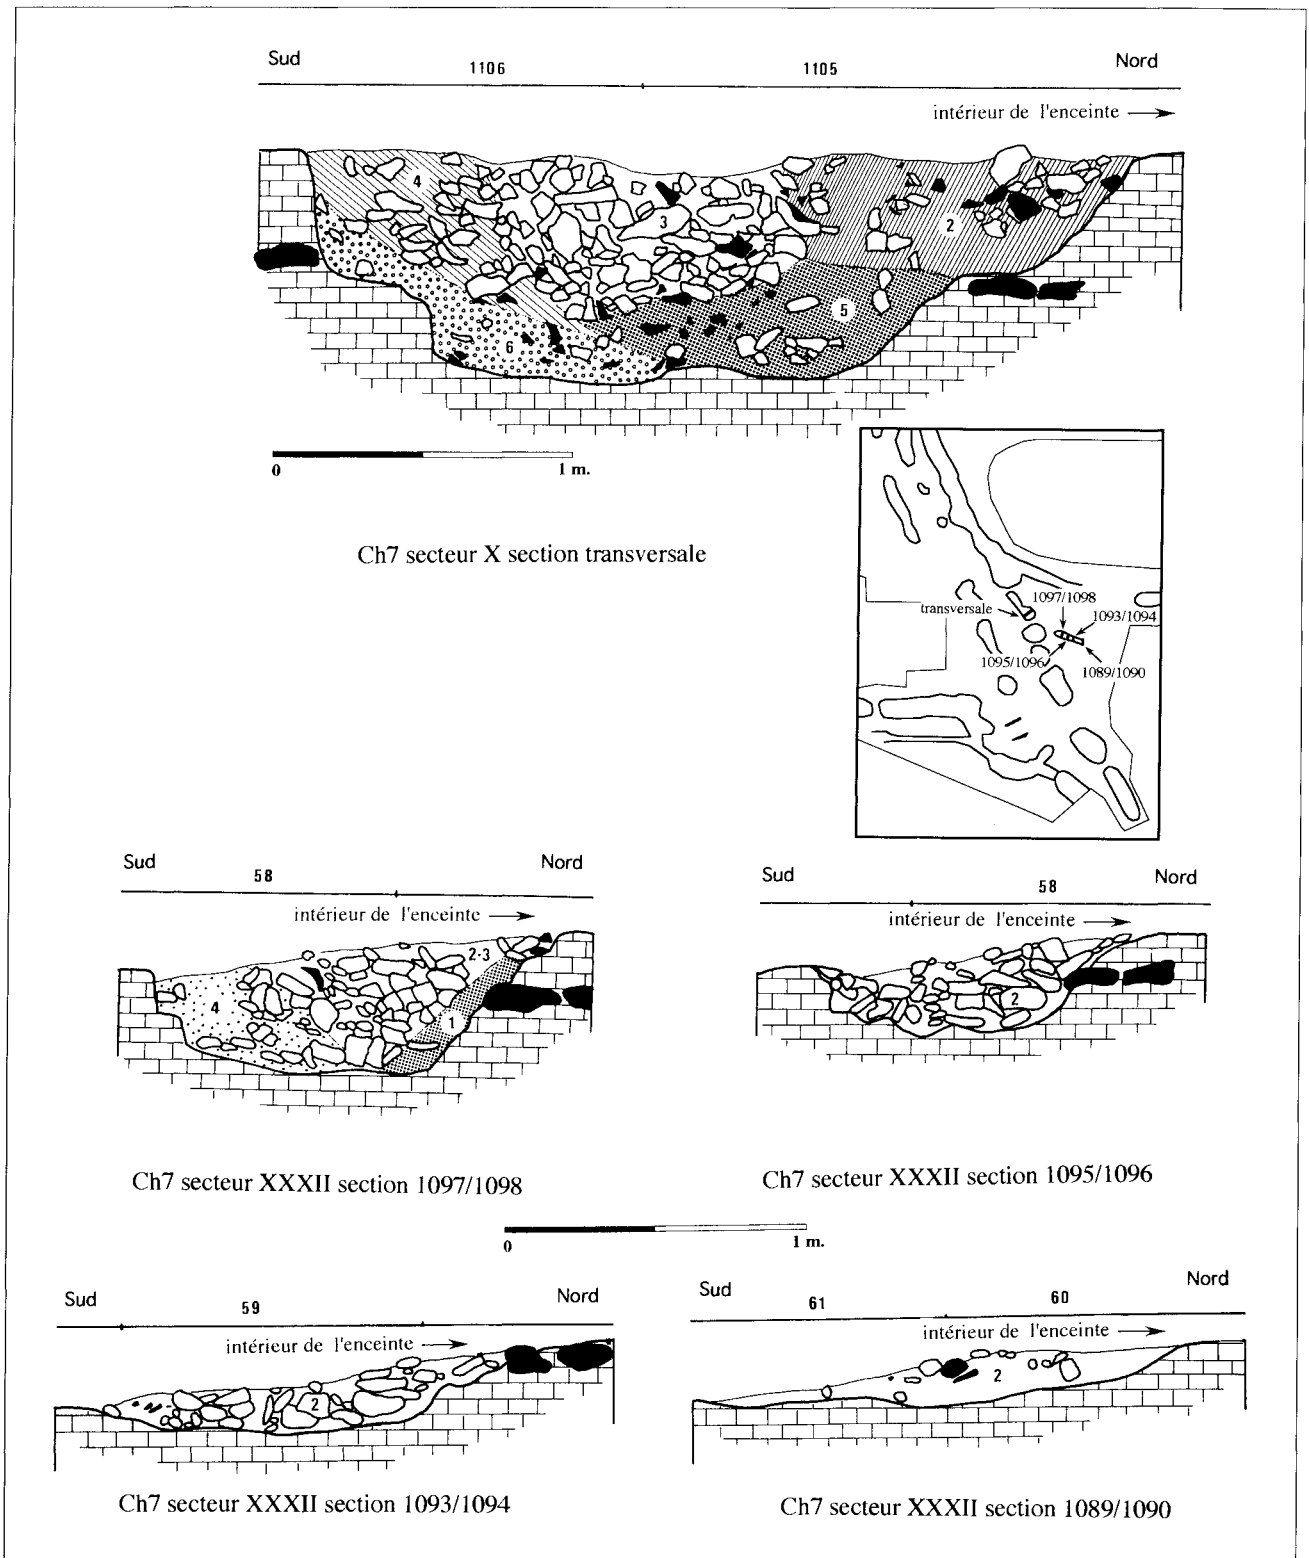 Sud 1106 1105 Nord
intérieur de l'enceinte
4
3
2
5
6
0 1 m.
Ch7 secteur X section transversale
1097/1098
transversale
1093/1094
1095/1096
1089/1090
Sud 58 Nord
intérieur de l'enceinte
2-3
4
1
Ch7 secteur XXXII section 1097/1098
Sud 58 Nord
intérieur de l'enceinte
2
Ch7 secteur XXXII section 1095/1096
0 1 m.
Sud 59 Nord
intérieur de l'enceinte
2
Ch7 secteur XXXII section 1093/1094
Sud 61 60 Nord
intérieur de l'enceinte
2
Ch7 secteur XXXII section 1089/1090